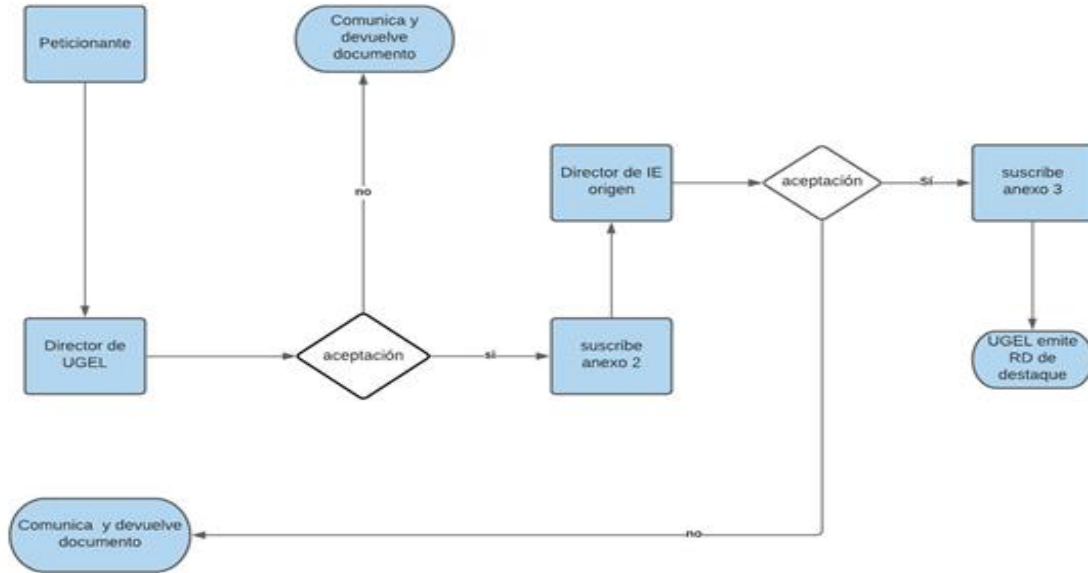 Peticionante
Comunica y
devuelve
documento
no
Director de IE
origen
aceptación
Sí
suscribe
anexo 3
Director de
UGEL
aceptación
si
suscribe
anexo 2
UGEL emite
RD de
destaque
Comunica y devuelve
documento
no